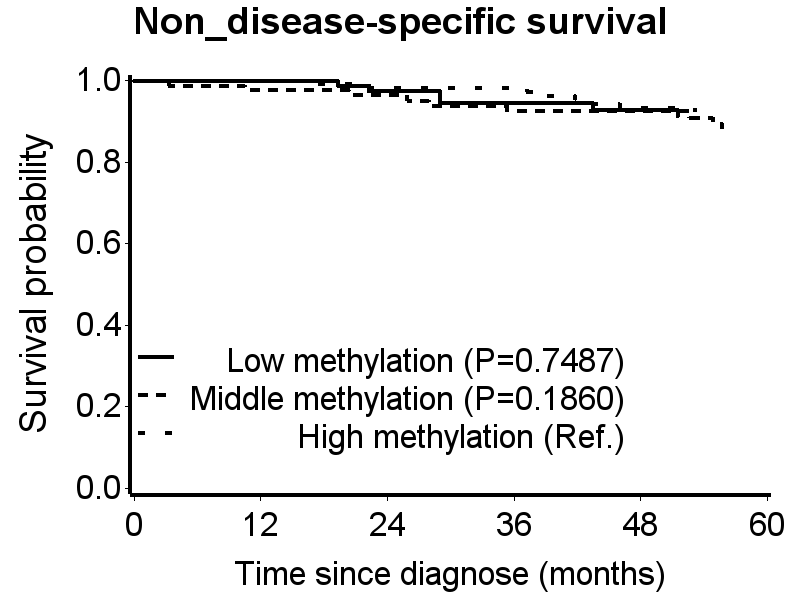 Non_disease-specific survival
Survival probability
1.0
0.8
0.6
0.4
0.2
0.0
Low methylation (P=0.7487)
Middle methylation (P=0.1860)
High methylation (Ref.)
0 12 24 36 48 60
Time since diagnose (months)